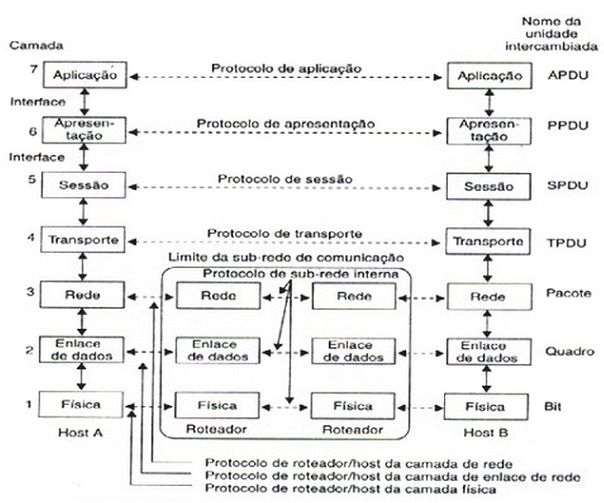 Nome da
unidade
intercambiada
Camada
7 Aplicação Protocolo de aplicação Aplicação APDU
Interface
6 Apresen-
tação Protocolo de apresentação Apresen-
tação PPDU
Interface
5 Sessão Protocolo de sessão Sessão SPDU
4 Transporte Protocolo de transporte Transporte TPDU
Limite da sub-rede de comunicação
Protocolo de sub-rede interna
3 Rede Rede Rede Rede Pacote
2 Enlace
de dados Enlace
de dados Enlace
de dados Enlace
de dados Quadro
1 Física Física Física Física Bit
Host A Roteador Roteador Host B
Protocolo de roteador/host da camada de rede
Protocolo de roteador/host da camada de enlace de rede
Protocolo de roteador/host da camada física